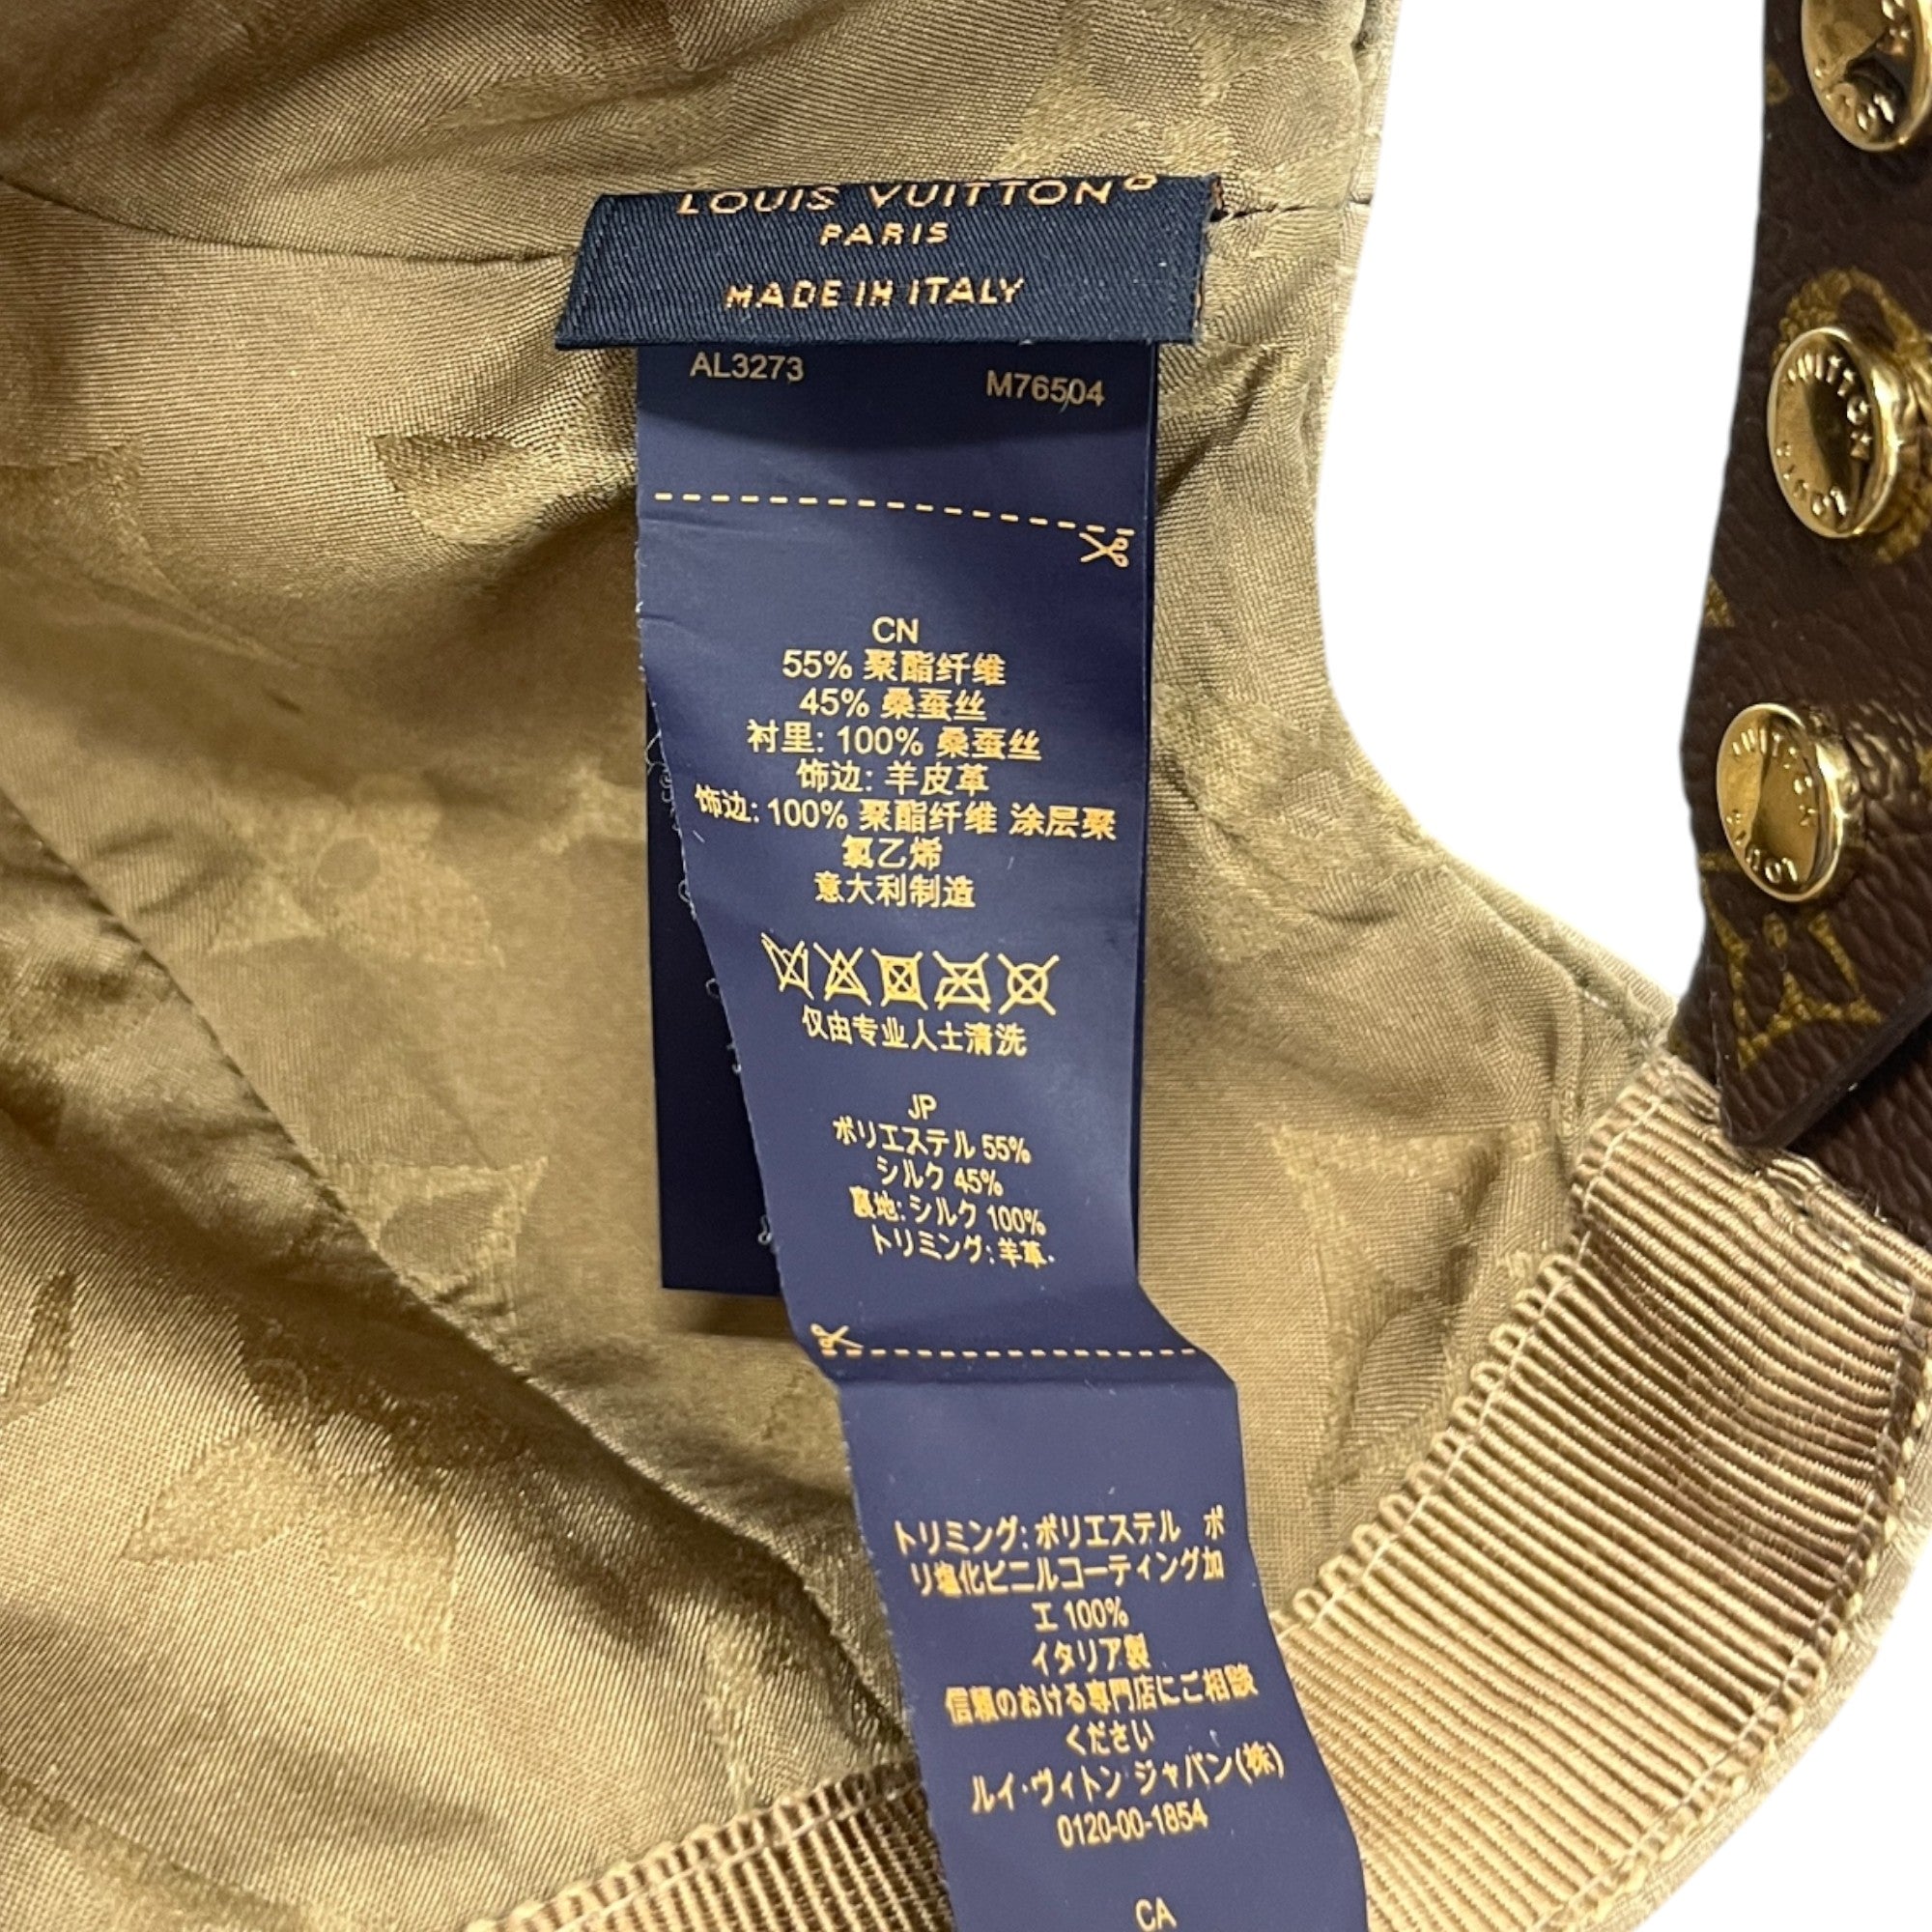 LOUIS VUITTON
PARIS
MADE IN ITALY
AL3273
M76504
CN
55% 聚酯纤维
45% 桑蚕丝
衬里: 100% 桑蚕丝
饰边: 羊皮革
饰边: 100% 聚酯纤维 涂层聚
氯乙烯
意大利制造
仅由专业人士清洗
JP
ポリエステル 55%
シルク 45%
裏地: シルク 100%
トリミング: 羊革.
トリミング: ポリエステル ポ
リ塩化ビニルコーティング加
工 100%
イタリア製
信頼のおける専門店にご相談
ください
ルイ・ヴィトン ジャパン(株)
0120-00-1854
CA
VUITTON
LOUIS
VUITTON
LOUIS